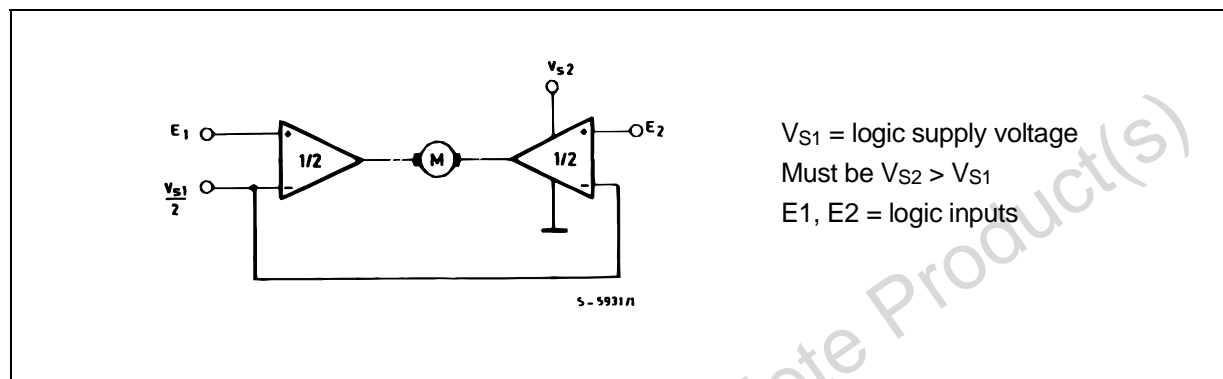 VS2
E1
+
1/2
-
M
+
1/2
-
E2
VS1
2
S-5931/1
VS1 = logic supply voltage
Must be VS2 > VS1
E1, E2 = logic inputs
Product(s)